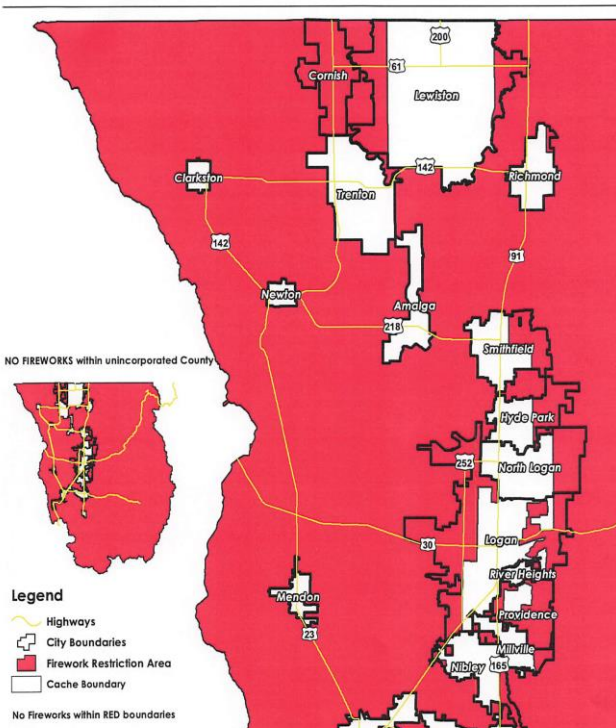 200
61
Cornish
Lewiston
142
Clarkston
Richmond
Trenton
142
91
Newton
Amalga
218
Smithfield
NO FIREWORKS within unincorporated County
Hyde Park
252
North Logan
Logan
30
River Heights
Mendon
Providence
23
Millville
Nibley
165
Legend
Highways
City Boundaries
Firework Restriction Area
Cache Boundary
No Fireworks within RED boundaries